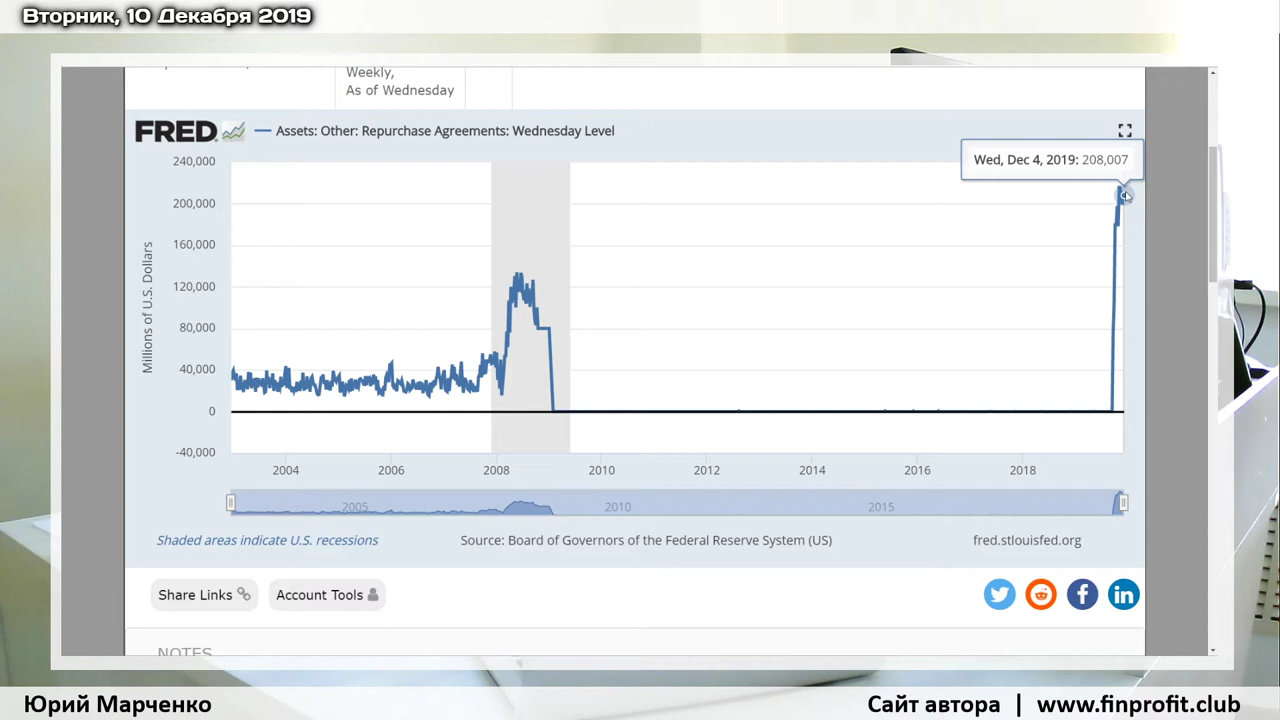 Вторник, 10 Декабря 2019
Weekly,
As of Wednesday
FRED Assets: Other: Repurchase Agreements: Wednesday Level
Wed, Dec 4, 2019: 208,007
Millions of U.S. Dollars
240,000
200,000
160,000
120,000
80,000
40,000
0
-40,000
2004 2006 2008 2010 2012 2014 2016 2018
2005 2010 2015
Shaded areas indicate U.S. recessions Source: Board of Governors of the Federal Reserve System (US) fred.stlouisfed.org
Share Links Account Tools
NOTES
Юрий Марченко Сайт автора | www.finprofit.club